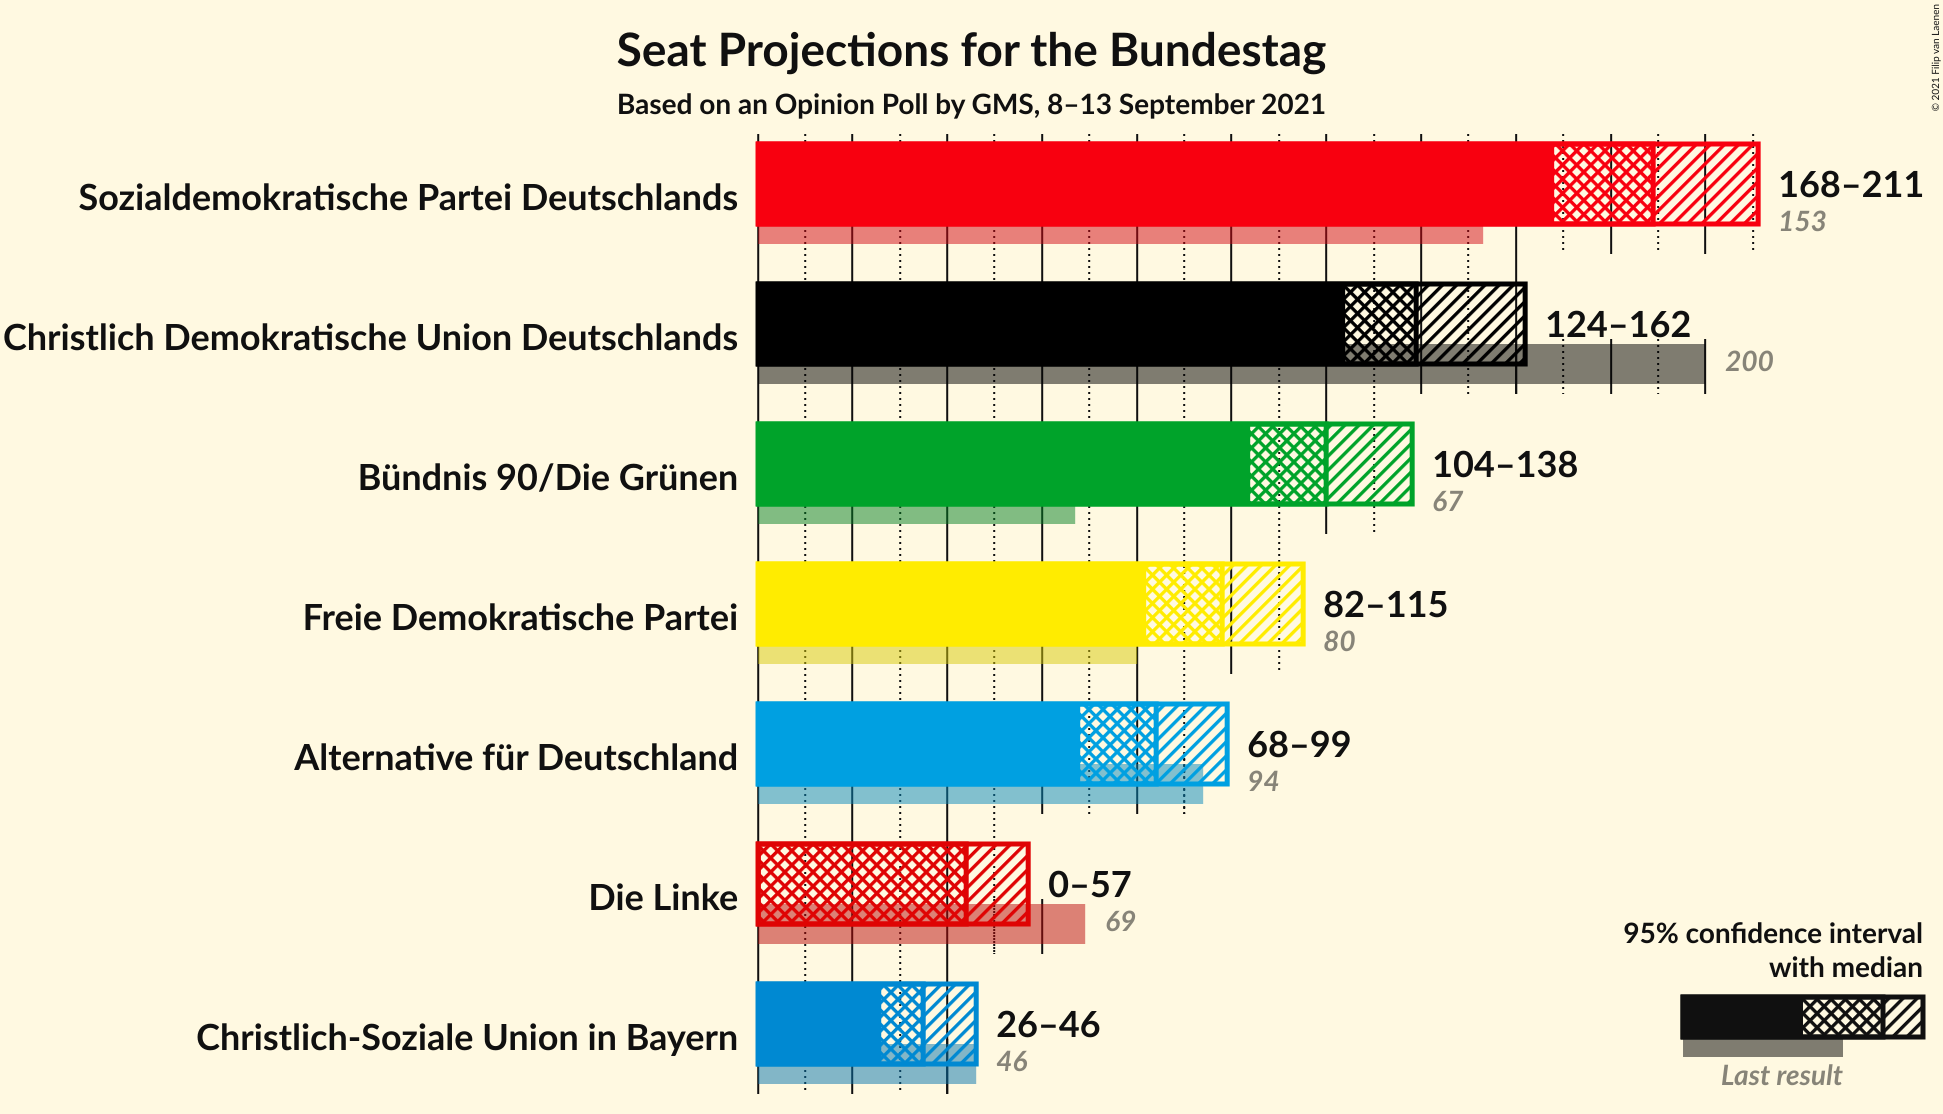 Seat Projections for the Bundestag
Based on an Opinion Poll by GMS, 8–13 September 2021
© 2021 Filip van Laenen
Sozialdemokratische Partei Deutschlands
168–211
153
Christlich Demokratische Union Deutschlands
124–162
200
Bündnis 90/Die Grünen
104–138
67
Freie Demokratische Partei
82–115
80
Alternative für Deutschland
68–99
94
Die Linke
0–57
69
Christlich-Soziale Union in Bayern
26–46
46
95% confidence interval
with median
Last result